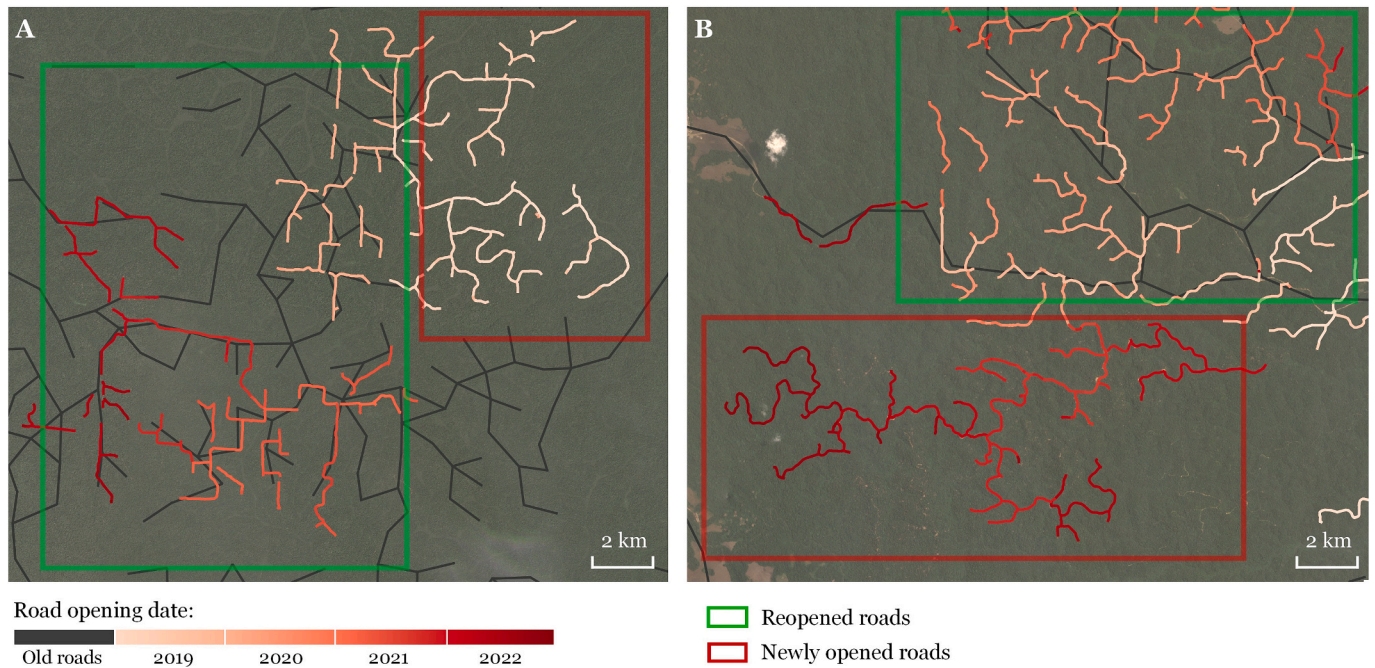 A
B
2 km
2 km
Road opening date:
Old roads 2019 2020 2021 2022
Reopened roads
Newly opened roads